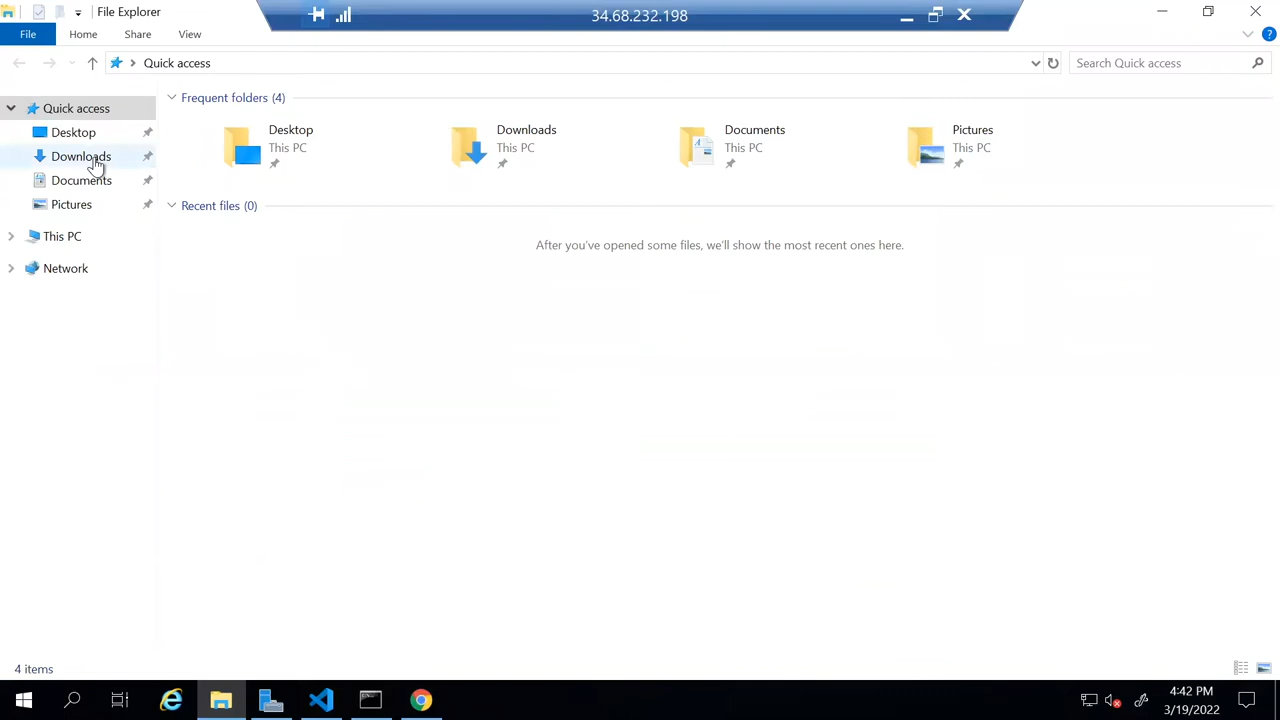 File Explorer
34.68.232.198
File
Home
Share
View
Quick access
Search Quick access
Quick access
Desktop
Downloads
Documents
Pictures
This PC
Network
Frequent folders (4)
Desktop
This PC
Downloads
This PC
Documents
This PC
Pictures
This PC
Recent files (0)
After you've opened some files, we'll show the most recent ones here.
4 items
4:42 PM
3/19/2022